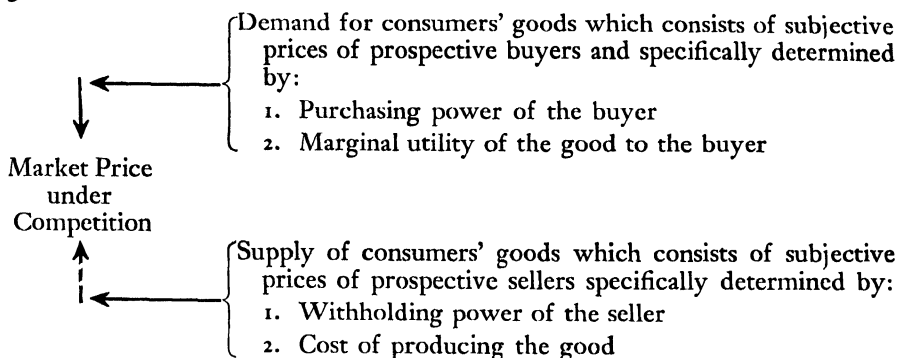 Demand for consumers’ goods which consists of subjective
prices of prospective buyers and specifically determined
by:
1. Purchasing power of the buyer
2. Marginal utility of the good to the buyer
Market Price
under
Competition
Supply of consumers’ goods which consists of subjective
prices of prospective sellers specifically determined by:
1. Withholding power of the seller
2. Cost of producing the good